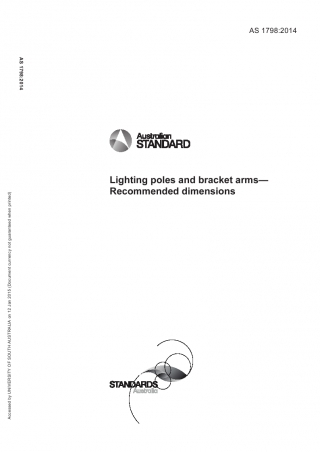 AS 1798:2014
AS 1798:2014
Australian
STANDARD
Lighting poles and bracket arms—
Recommended dimensions
Accessed by UNIVERSITY OF SOUTH AUSTRALIA on 12 Jan 2015 (Document currency not guaranteed when printed)
STANDARDS
Australia